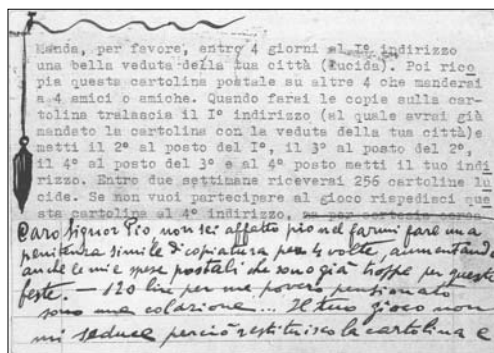 Manda, per favore, entro 4 giorni al I° indirizzo
una bella veduta della tua città (Lucida). Poi rico
pia questa cartolina postale su altre 4 che manderai
a 4 amici o amiche. Quando farai le copie sulla car-
tolina tralascia il I° indirizzo (al quale avrai già
mandato la cartolina con la veduta della tua città)e
metti il 2° al posto del I°, il 3° al posto del 2°,
il 4° al posto del 3° e al 4° posto metti il tuo indi
rizzo. Entro due settimane riceverai 256 cartoline lu
cide. Se non vuoi partecipare al gioco rispedisci que
sta cartolina al 4° indirizzo, ma per cortesia senza
Caro Signor Pio non sei affatto pio nel farmi fare una
penitenza simile di copiatura per 4 volte, aumentando
anche le mie spese postali che sono già troppe per queste
feste. — 120 lire per me povero pensionato
sono una colazione... Il tuo gioco non
mi seduce perciò restituisco la cartolina e